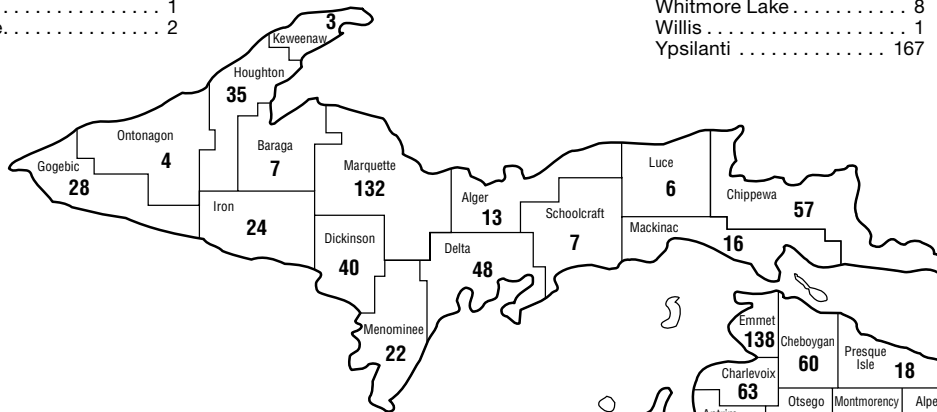 . . . . . . . . . . . . . . . 1
e. . . . . . . . . . . . . . . 2
Whitmore Lake . . . . . . . . . . 8
Willis . . . . . . . . . . . . . . . . . . . . 1
Ypsilanti . . . . . . . . . . . . . . 167
3
Keweenaw
Houghton
35
Ontonagon
4
Baraga
7
Gogebic
28
Marquette
132
Iron
24
Alger
13
Luce
6
Chippewa
57
Schoolcraft
7
Mackinac
16
Dickinson
40
Delta
48
Menominee
22
Emmet
138
Cheboygan
60
Presque
Isle
18
Charlevoix
63
Otsego
Montmorency
Alpe